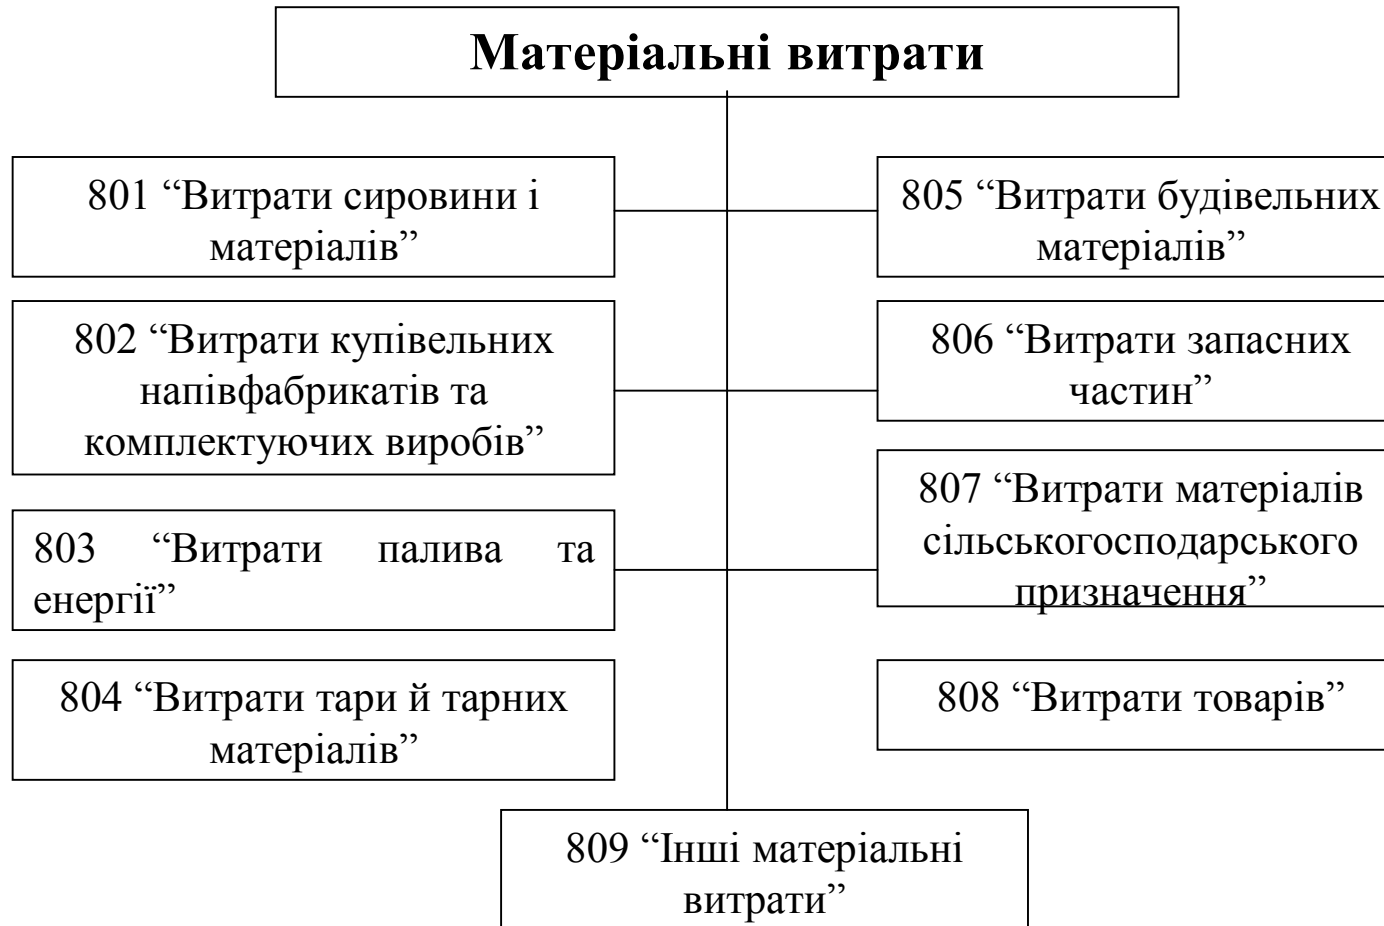 Матеріальні витрати
801 “Витрати сировини і
матеріалів”
802 “Витрати купівельних
напівфабрикатів та
комплектуючих виробів”
803 “Витрати палива та
енергії”
804 “Витрати тари й тарних
матеріалів”
805 “Витрати будівельних
матеріалів”
806 “Витрати запасних
частин”
807 “Витрати матеріалів
сільськогосподарського
призначення”
808 “Витрати товарів”
809 “Інші матеріальні
витрати”